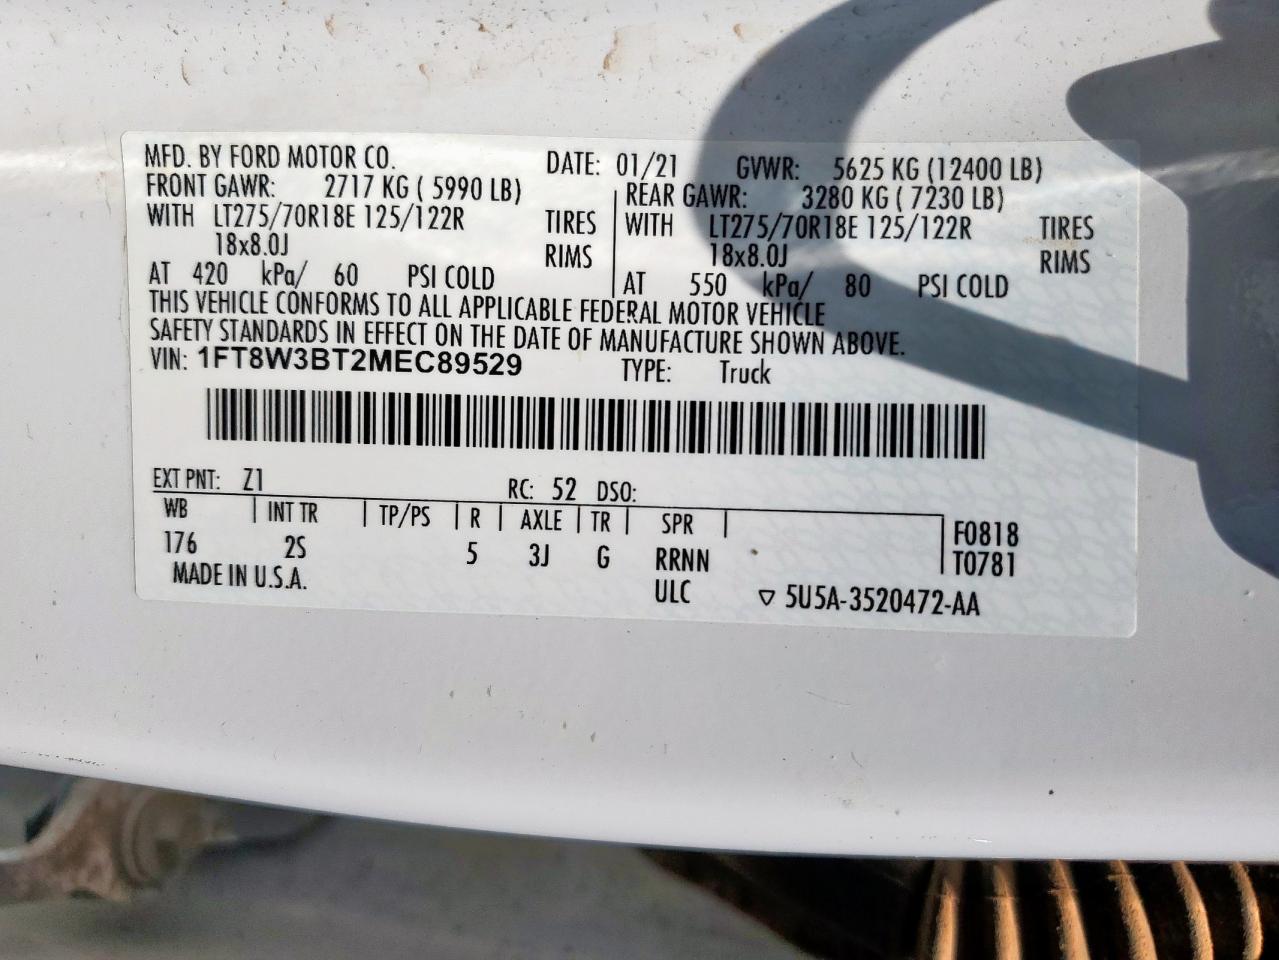 MFD. BY FORD MOTOR CO. DATE: 01/21 GVWR: 5625 KG (12400 LB)
FRONT GAWR: 2717 KG ( 5990 LB) REAR GAWR: 3280 KG ( 7230 LB)
WITH LT275/70R18E 125/122R TIRES WITH LT275/70R18E 125/122R TIRES
18x8.0J RIMS 18x8.0J RIMS
AT 420 kPa/ 60 PSI COLD AT 550 kPa/ 80 PSI COLD
THIS VEHICLE CONFORMS TO ALL APPLICABLE FEDERAL MOTOR VEHICLE
SAFETY STANDARDS IN EFFECT ON THE DATE OF MANUFACTURE SHOWN ABOVE.
VIN: 1FT8W3BT2MEC89529 TYPE: Truck
EXT PNT: Z1 RC: 52 DSO:
WB INT TR TP/PS R AXLE TR SPR F0818
176 2S 5 3J G RRNN T0781
MADE IN U.S.A. ULC ▽ 5U5A-3520472-AA